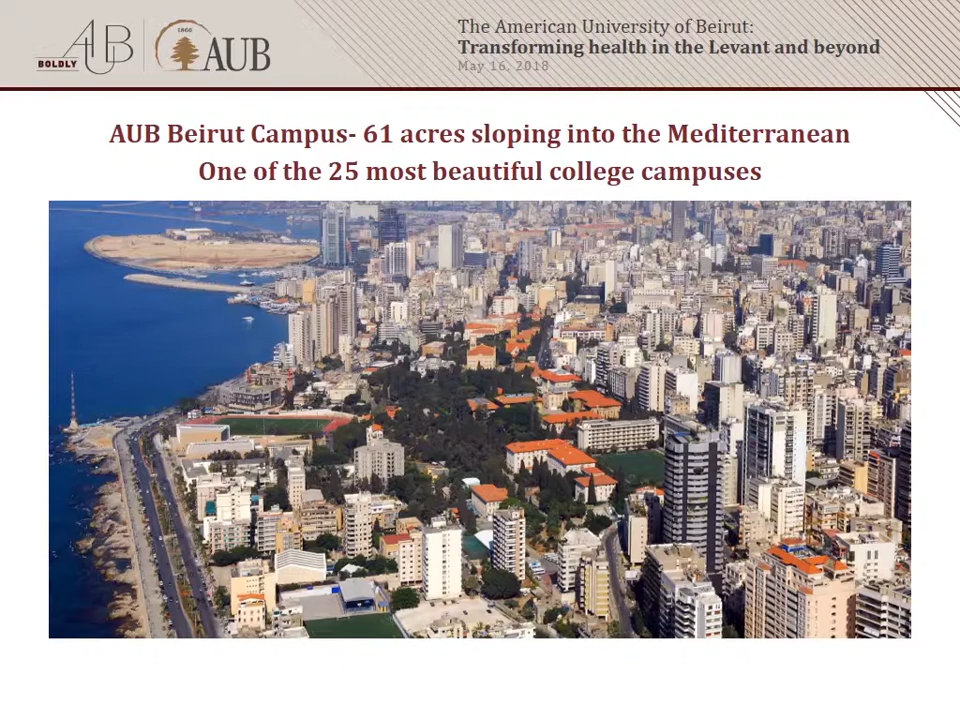 AUB
BOLDLY
1866
AUB
The American University of Beirut:
Transforming health in the Levant and beyond
May 16, 2018
AUB Beirut Campus- 61 acres sloping into the Mediterranean
One of the 25 most beautiful college campuses